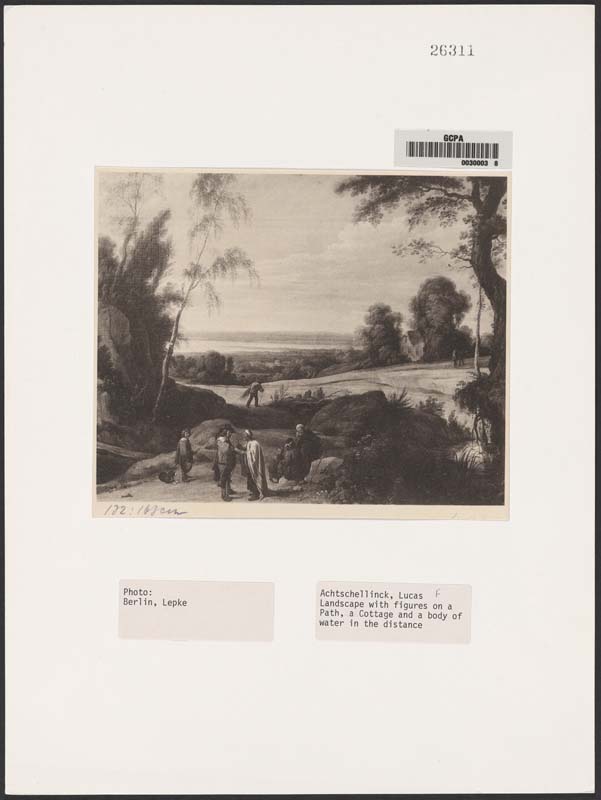 26311
GCPA
0030003 8
132:168cm
Photo:
Berlin, Lepke
Achtschellinck, Lucas F
Landscape with figures on a
Path, a Cottage and a body of
water in the distance